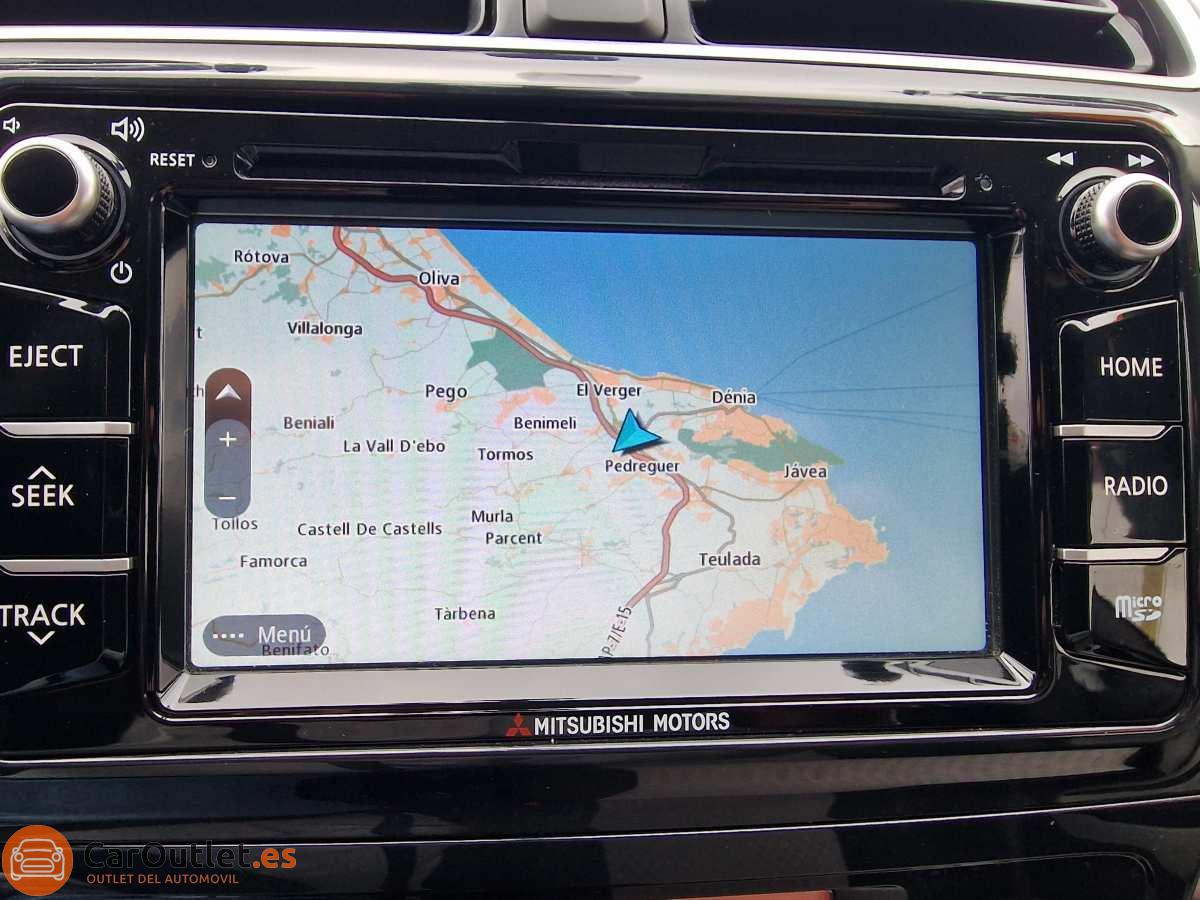 RESET
EJECT
SEEK
TRACK
HOME
RADIO
Micro SD
Rótova
Oliva
Villalonga
El Verger
Pego
Dénia
Beniali
Benimeli
La Vall D'ebo
Tormos
Pedreguer
Jávea
Tollos
Murla
Castell De Castells
Parcent
Famorca
Teulada
Tàrbena
Menú
Benifato
MITSUBISHI MOTORS
CarOutlet.es
OUTLET DEL AUTOMOVIL